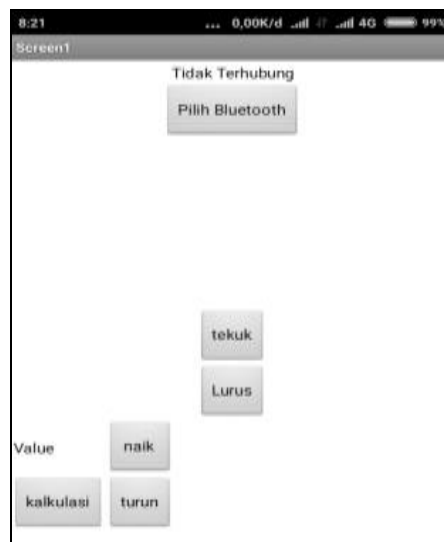 8:21 ... 0,00K/d 4G 99%
Screen1
Tidak Terhubung
Pilih Bluetooth
tekuk
Lurus
Value naik
kalkulasi turun